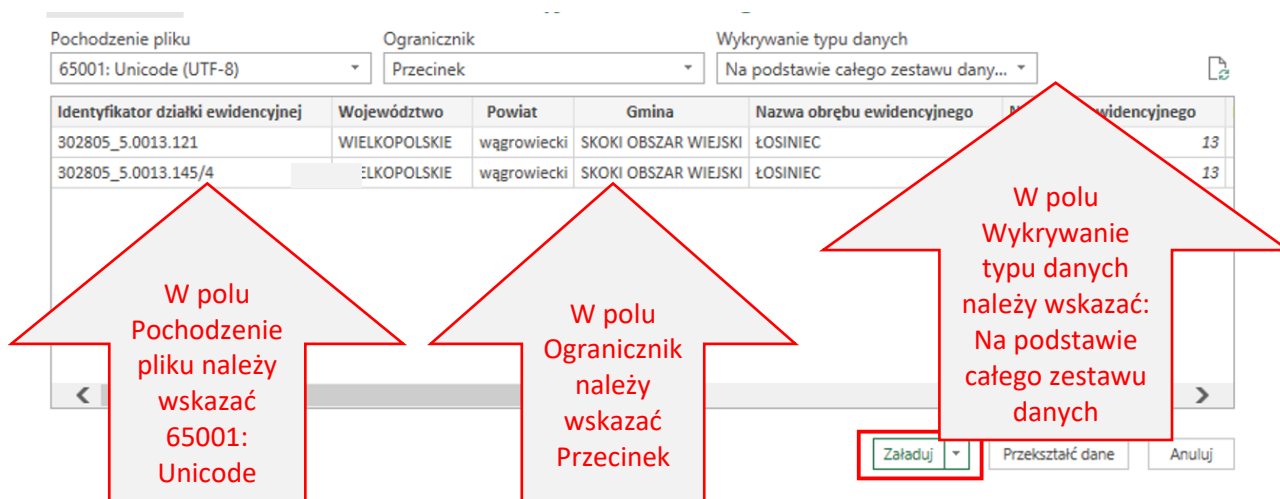 Pochodzenie pliku
Ogranicznik
Wykrywanie typu danych
65001: Unicode (UTF-8)
Przecinek
Na podstawie całego zestawu dany...
Identyfikator działki ewidencyjnej Województwo Powiat Gmina Nazwa obrębu ewidencyjnego ewidencyjnego
302805_5.0013.121 WIELKOPOLSKIE wągrowiecki SKOKI OBSZAR WIEJSKI ŁOSINIEC 13
302805_5.0013.145/4 ELKOPOLSKIE wągrowiecki SKOKI OBSZAR WIEJSKI ŁOSINIEC 13
W polu
Pochodzenie
pliku należy
wskazać
65001:
Unicode
W polu
Ogranicznik
należy
wskazać
Przecinek
W polu
Wykrywanie
typu danych
należy wskazać:
Na podstawie
całego zestawu
danych
Załaduj
Przekształć dane
Anuluj